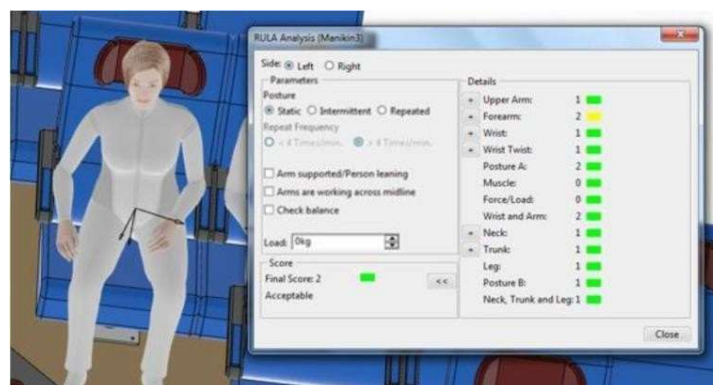 RULA Analysis (Manikin3)
Side: Left Right
Parameters
Posture
Static Intermittent Repeated
Repeat Frequency
< 4 Times/min. > 4 Times/min.
Arm supported/Person leaning
Arms are working across midline
Check balance
Load: 0kg
Score
Final Score: 2 <<
Acceptable
Details
+ Upper Arm: 1
+ Forearm: 2
+ Wrist: 1
+ Wrist Twist: 1
Posture A: 2
Muscle: 0
Force/Load: 0
Wrist and Arm: 2
+ Neck: 1
+ Trunk: 1
Leg: 1
Posture B: 1
Neck, Trunk and Leg: 1
Close